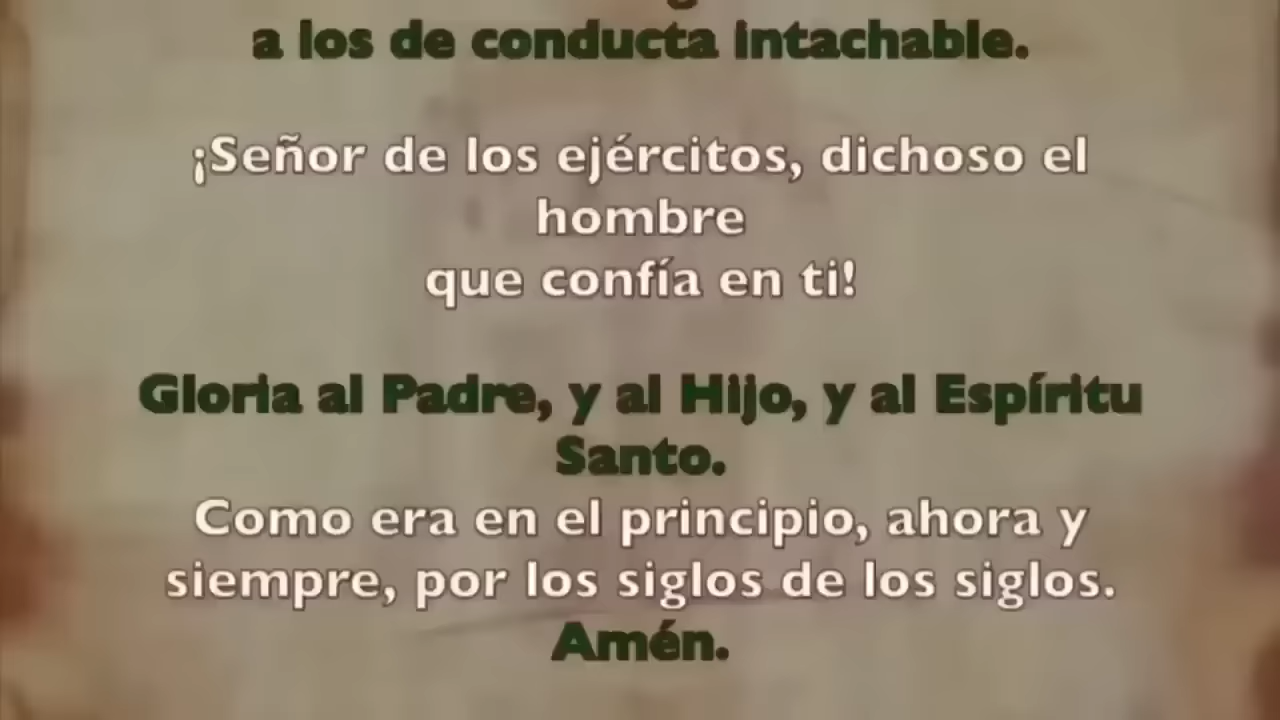 a los de conducta intachable.
¡Señor de los ejércitos, dichoso el
hombre
que confía en ti!
Gloria al Padre, y al Hijo, y al Espíritu
Santo.
Como era en el principio, ahora y
siempre, por los siglos de los siglos.
Amén.